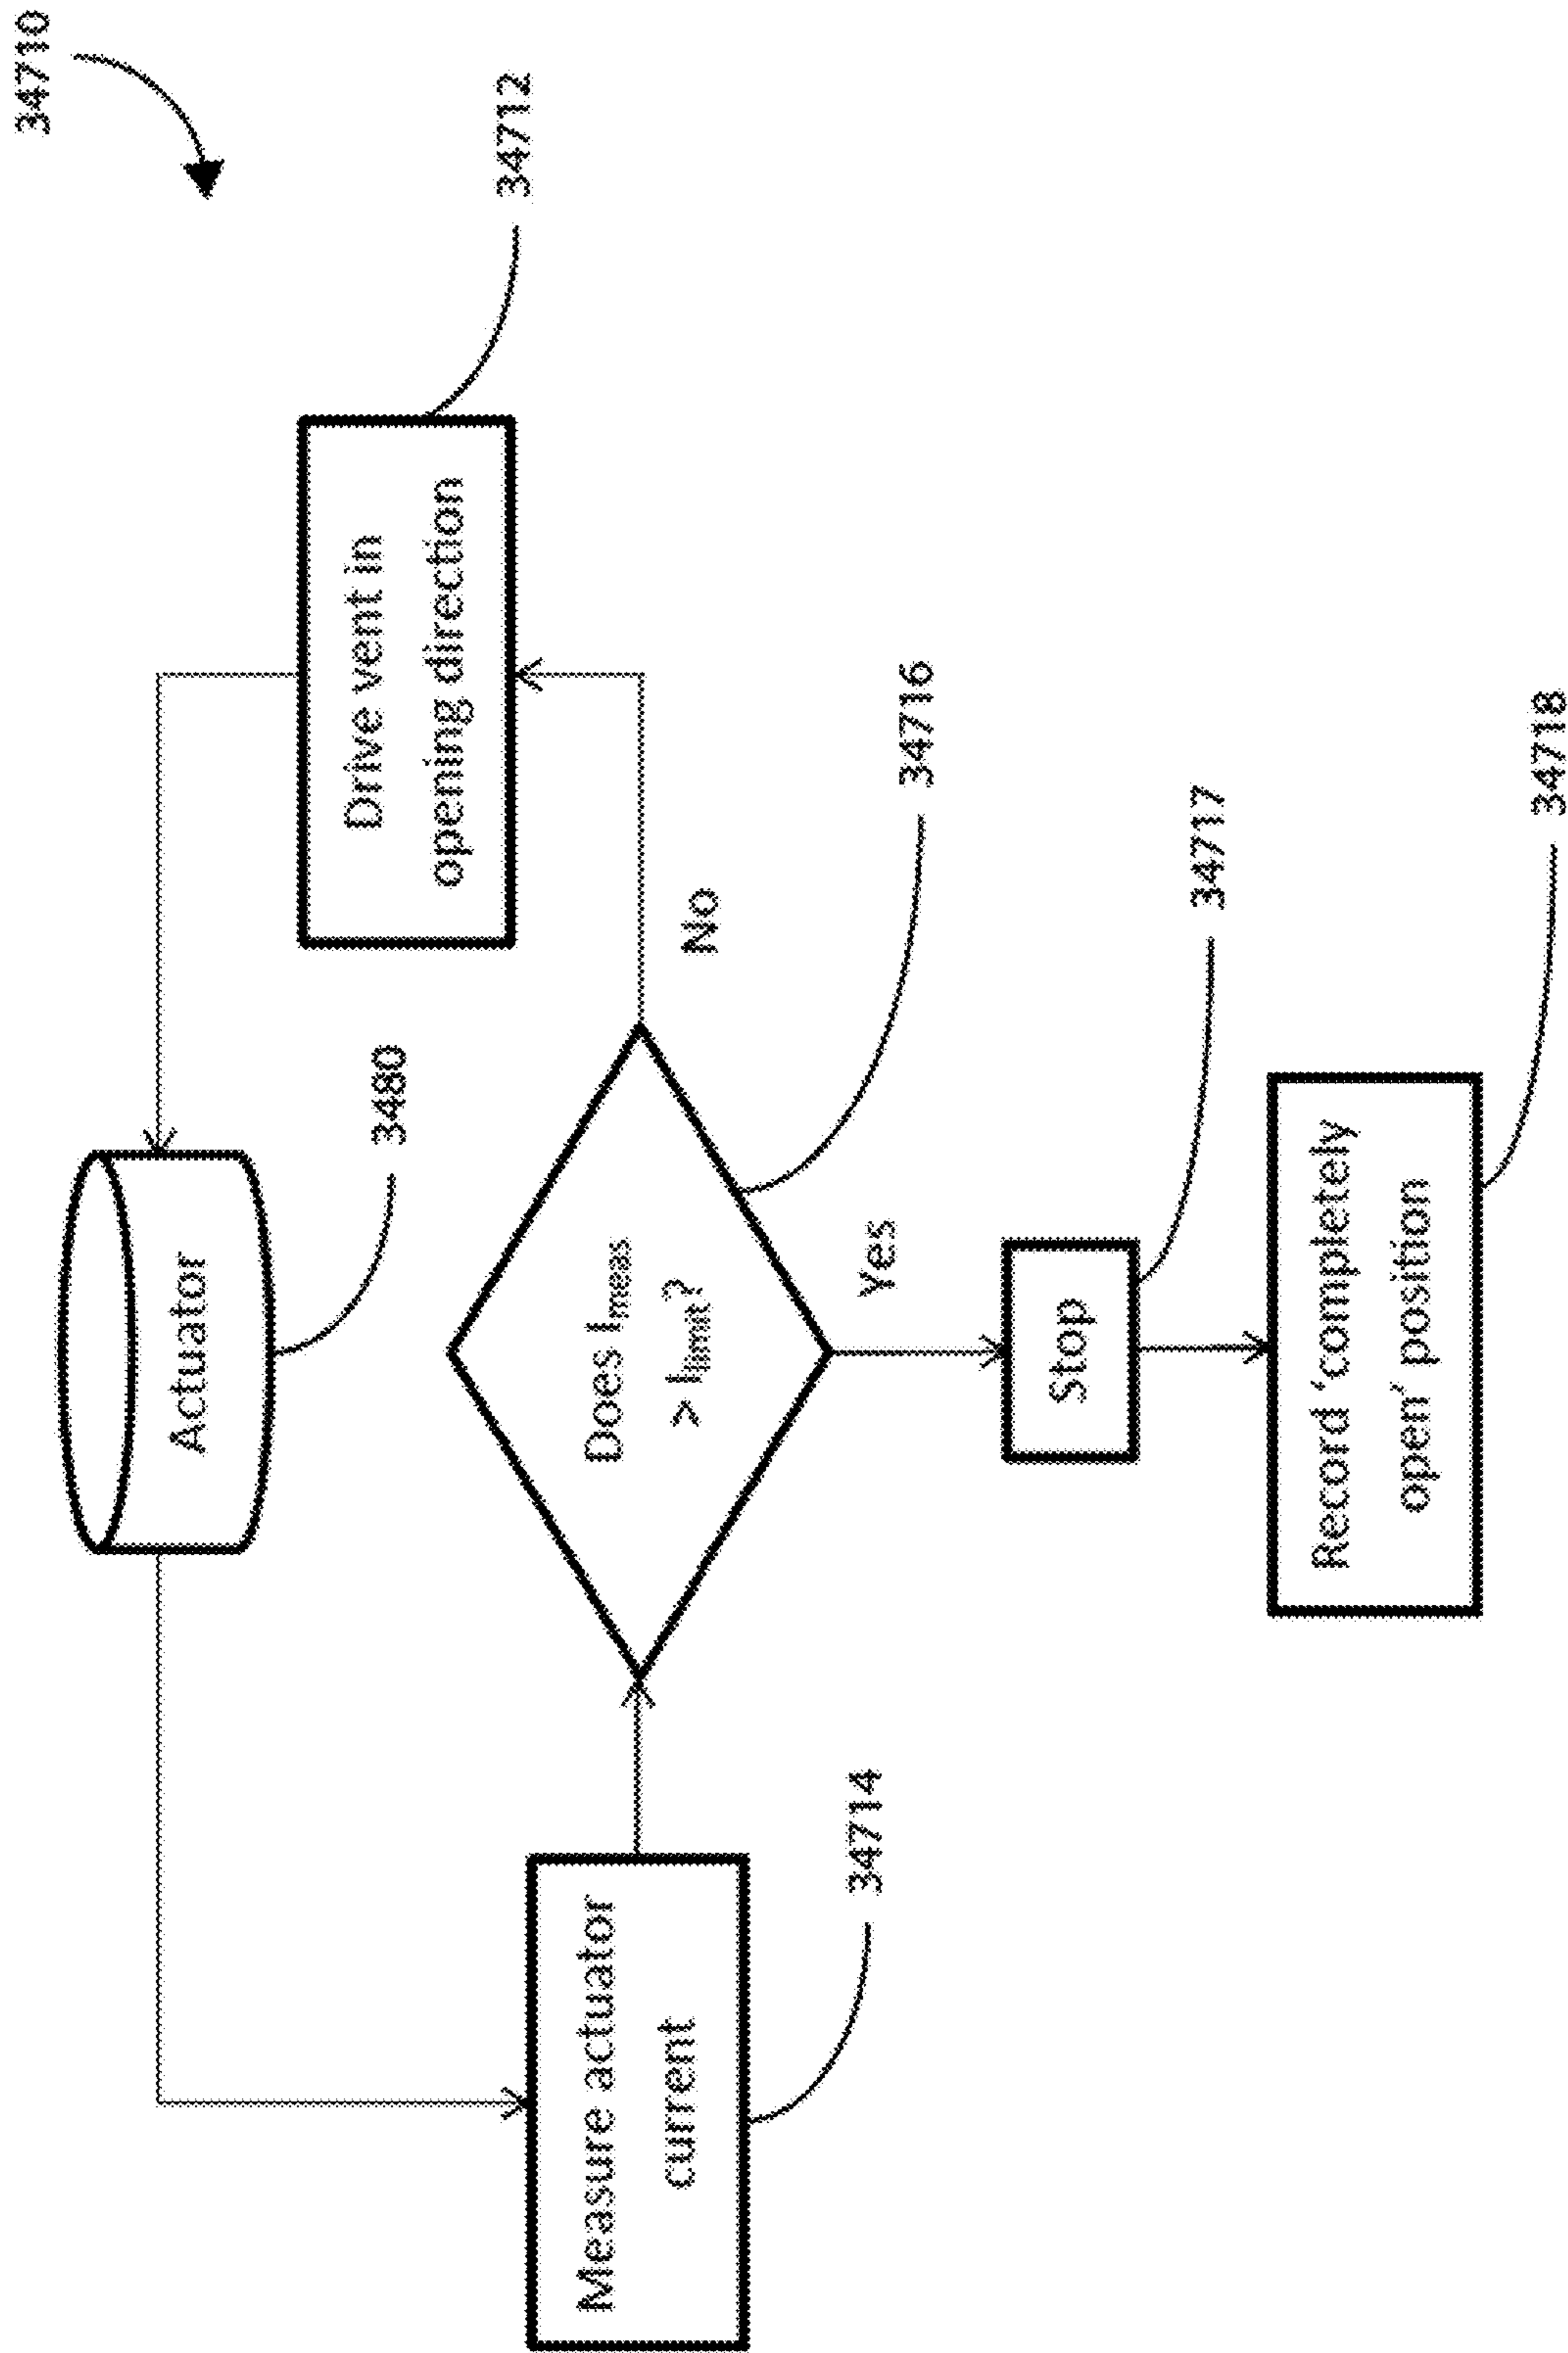 34710
Actuator
3480
Drive vent in
opening direction
34712
Measure actuator
current
34714
Does Imeas
> Ilimit?
34716
No
Yes
Stop
34717
Record ‘completely
open’ position
34718